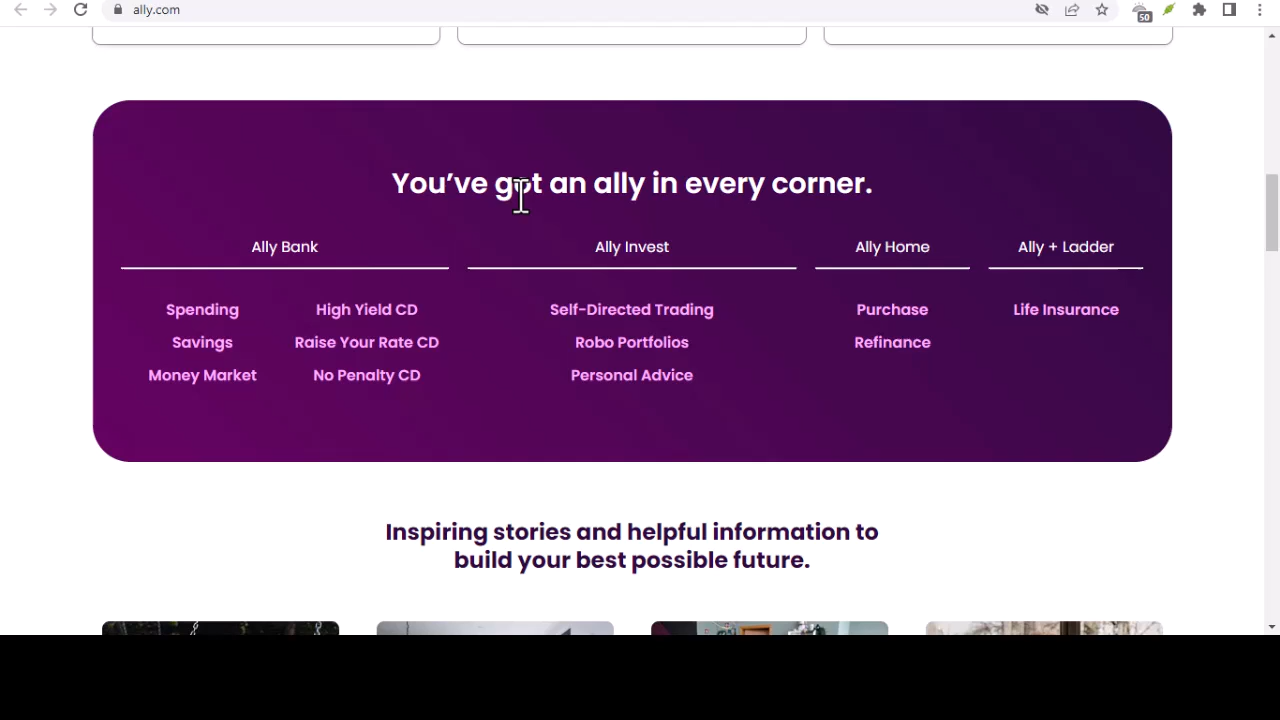 ally.com
50
You've got an ally in every corner.
Ally Bank
Ally Invest
Ally Home
Ally + Ladder
Spending
High Yield CD
Self-Directed Trading
Purchase
Life Insurance
Savings
Raise Your Rate CD
Robo Portfolios
Refinance
Money Market
No Penalty CD
Personal Advice
Inspiring stories and helpful information to
build your best possible future.